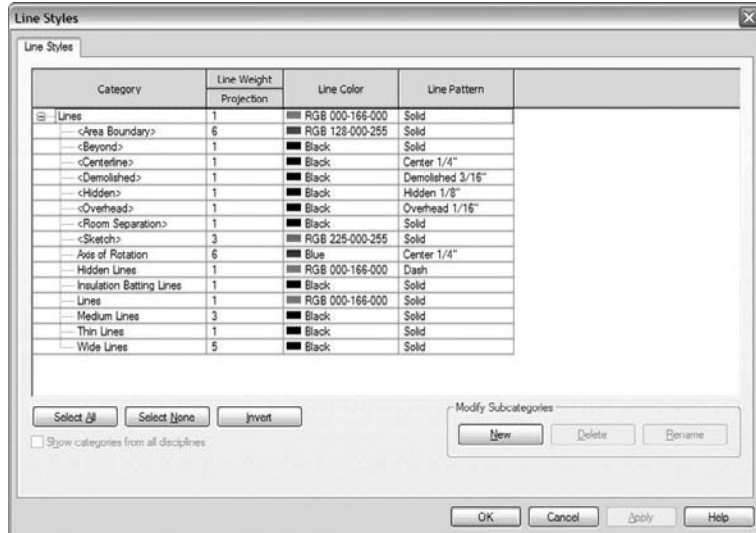 Line Styles
Line Styles
Category Line Weight Line Color Line Pattern
Projection
Lines 1 RGB 000-166-000 Solid
<Area Boundary> 6 RGB 128-000-255 Solid
<Beyond> 1 Black Solid
<Centerline> 1 Black Center 1/4"
<Demolished> 1 Black Demolished 3/16"
<Hidden> 1 Black Hidden 1/8"
<Overhead> 1 Black Overhead 1/16"
<Room Separation> 1 Black Solid
<Sketch> 3 RGB 225-000-255 Solid
Axis of Rotation 6 Blue Center 1/4"
Hidden Lines 1 RGB 000-166-000 Dash
Insulation Batting Lines 1 Black Solid
Lines 1 RGB 000-166-000 Solid
Medium Lines 3 Black Solid
Thin Lines 1 Black Solid
Wide Lines 5 Black Solid
Select All Select None Invert
Modify Subcategories
New Delete Rename
Show categories from all disciplines
OK Cancel Apply Help